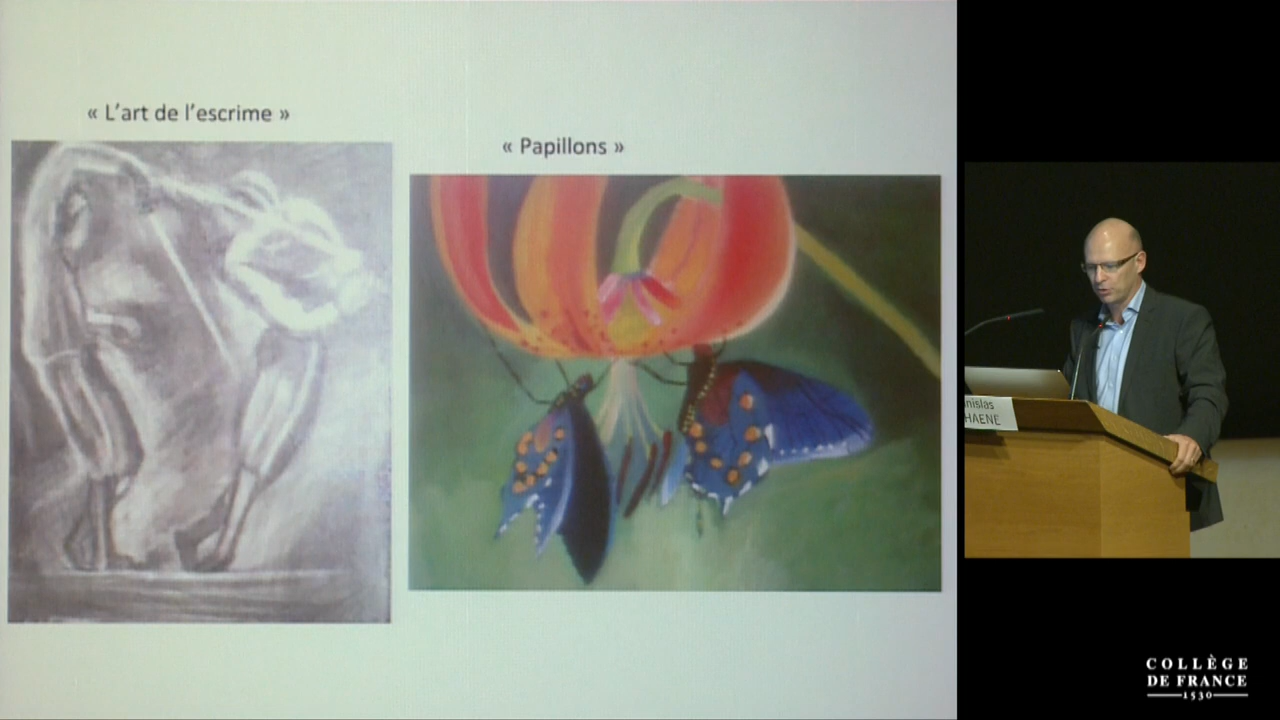 « L’art de l’escrime »
« Papillons »
nislas
HAENE
COLLÈGE
DE FRANCE
1530